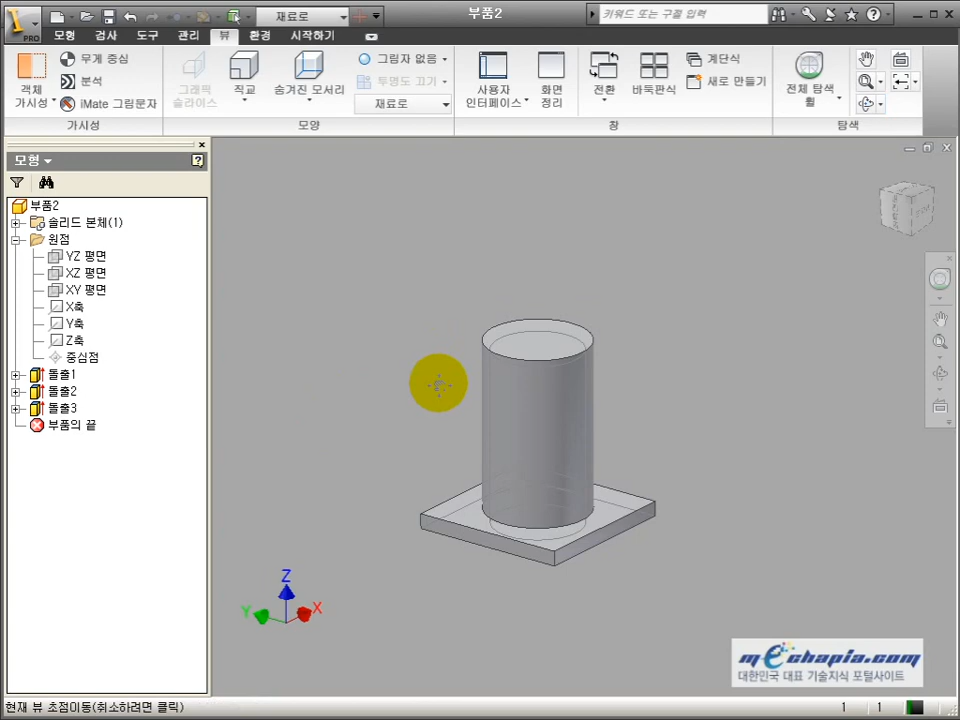 PRO
재료로
부품2
키워드 또는 구절 입력
모형 검사 도구 관리 뷰 환경 시작하기
객체
가시성
무게 중심
분석
iMate 그림문자
가시성
그래픽
슬라이스
직교
숨겨진 모서리
그림자 없음
투명도 끄기
재료로
모양
사용자
인터페이스
화면
정리
전환
바둑판식
계단식
새로 만들기
창
전체 탐색
휠
탐색
모형
부품2
솔리드 본체(1)
원점
YZ 평면
XZ 평면
XY 평면
X축
Y축
Z축
중심점
돌출1
돌출2
돌출3
부품의 끝
Z
Y
X
mechapia.com
대한민국 대표 기술지식 포털사이트
현재 뷰 초점이동(취소하려면 클릭)
1 1